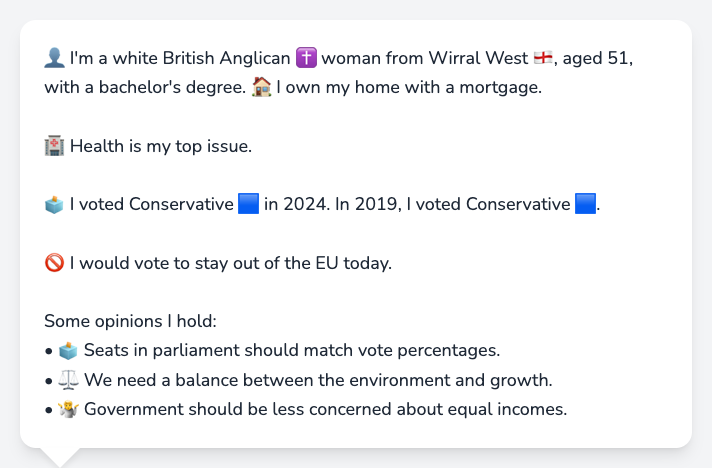 👤 I'm a white British Anglican ✝️ woman from Wirral West 🏴󠁧󠁢󠁥󠁮󠁧󠁿, aged 51,
with a bachelor's degree. 🏠 I own my home with a mortgage.
🏥 Health is my top issue.
🗳️ I voted Conservative 🟦 in 2024. In 2019, I voted Conservative 🟦.
🚫 I would vote to stay out of the EU today.
Some opinions I hold:
• 🗳️ Seats in parliament should match vote percentages.
• ⚖️ We need a balance between the environment and growth.
• 🤷 Government should be less concerned about equal incomes.